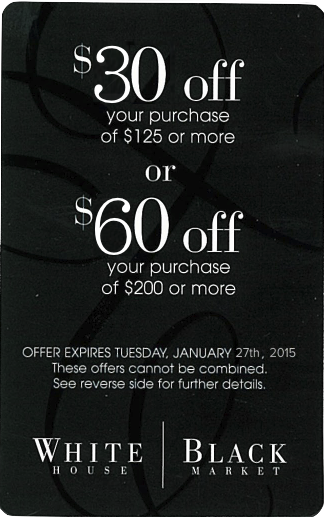 $30 off
your purchase
of $125 or more
or
$60 off
your purchase
of $200 or more
OFFER EXPIRES TUESDAY, JANUARY 27th, 2015
These offers cannot be combined.
See reverse side for further details.
WHITE | BLACK
HOUSE | MARKET